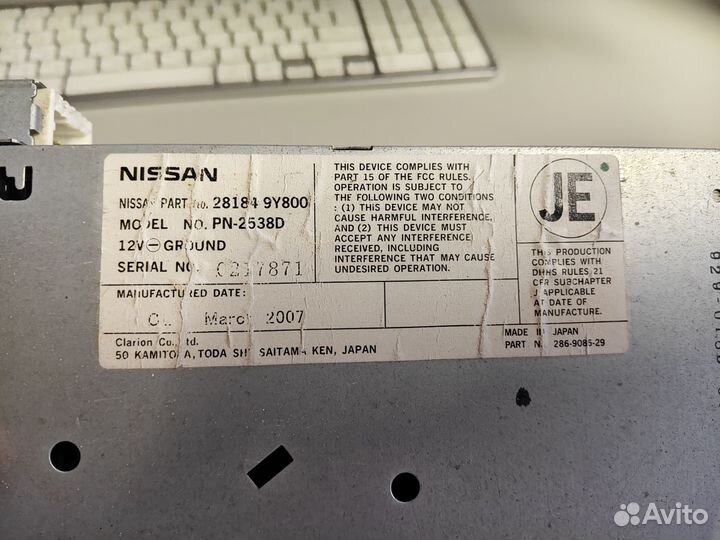 NISSAN
NISSAN PART No. 28184 9Y800
MODEL NO. PN-2538D
12V GROUND
SERIAL NO. 0217871
MANUFACTURED DATE:
March 2007
Clarion Co., Ltd.
50 KAMITODA, TODA SHI SAITAMA KEN, JAPAN
THIS DEVICE COMPLIES WITH
PART 15 OF THE FCC RULES.
OPERATION IS SUBJECT TO
THE FOLLOWING TWO CONDITIONS
: (1) THIS DEVICE MAY NOT
CAUSE HARMFUL INTERFERENCE,
AND (2) THIS DEVICE MUST
ACCEPT ANY INTERFERENCE
RECEIVED, INCLUDING
INTERFERENCE THAT MAY CAUSE
UNDESIRED OPERATION.
JE
THIS PRODUCTION
COMPLIES WITH
DHHS RULES 21
CFR SUBCHAPTER
J APPLICABLE
AT DATE OF
MANUFACTURE.
MADE IN JAPAN
PART No. 286-9085-29
Avito